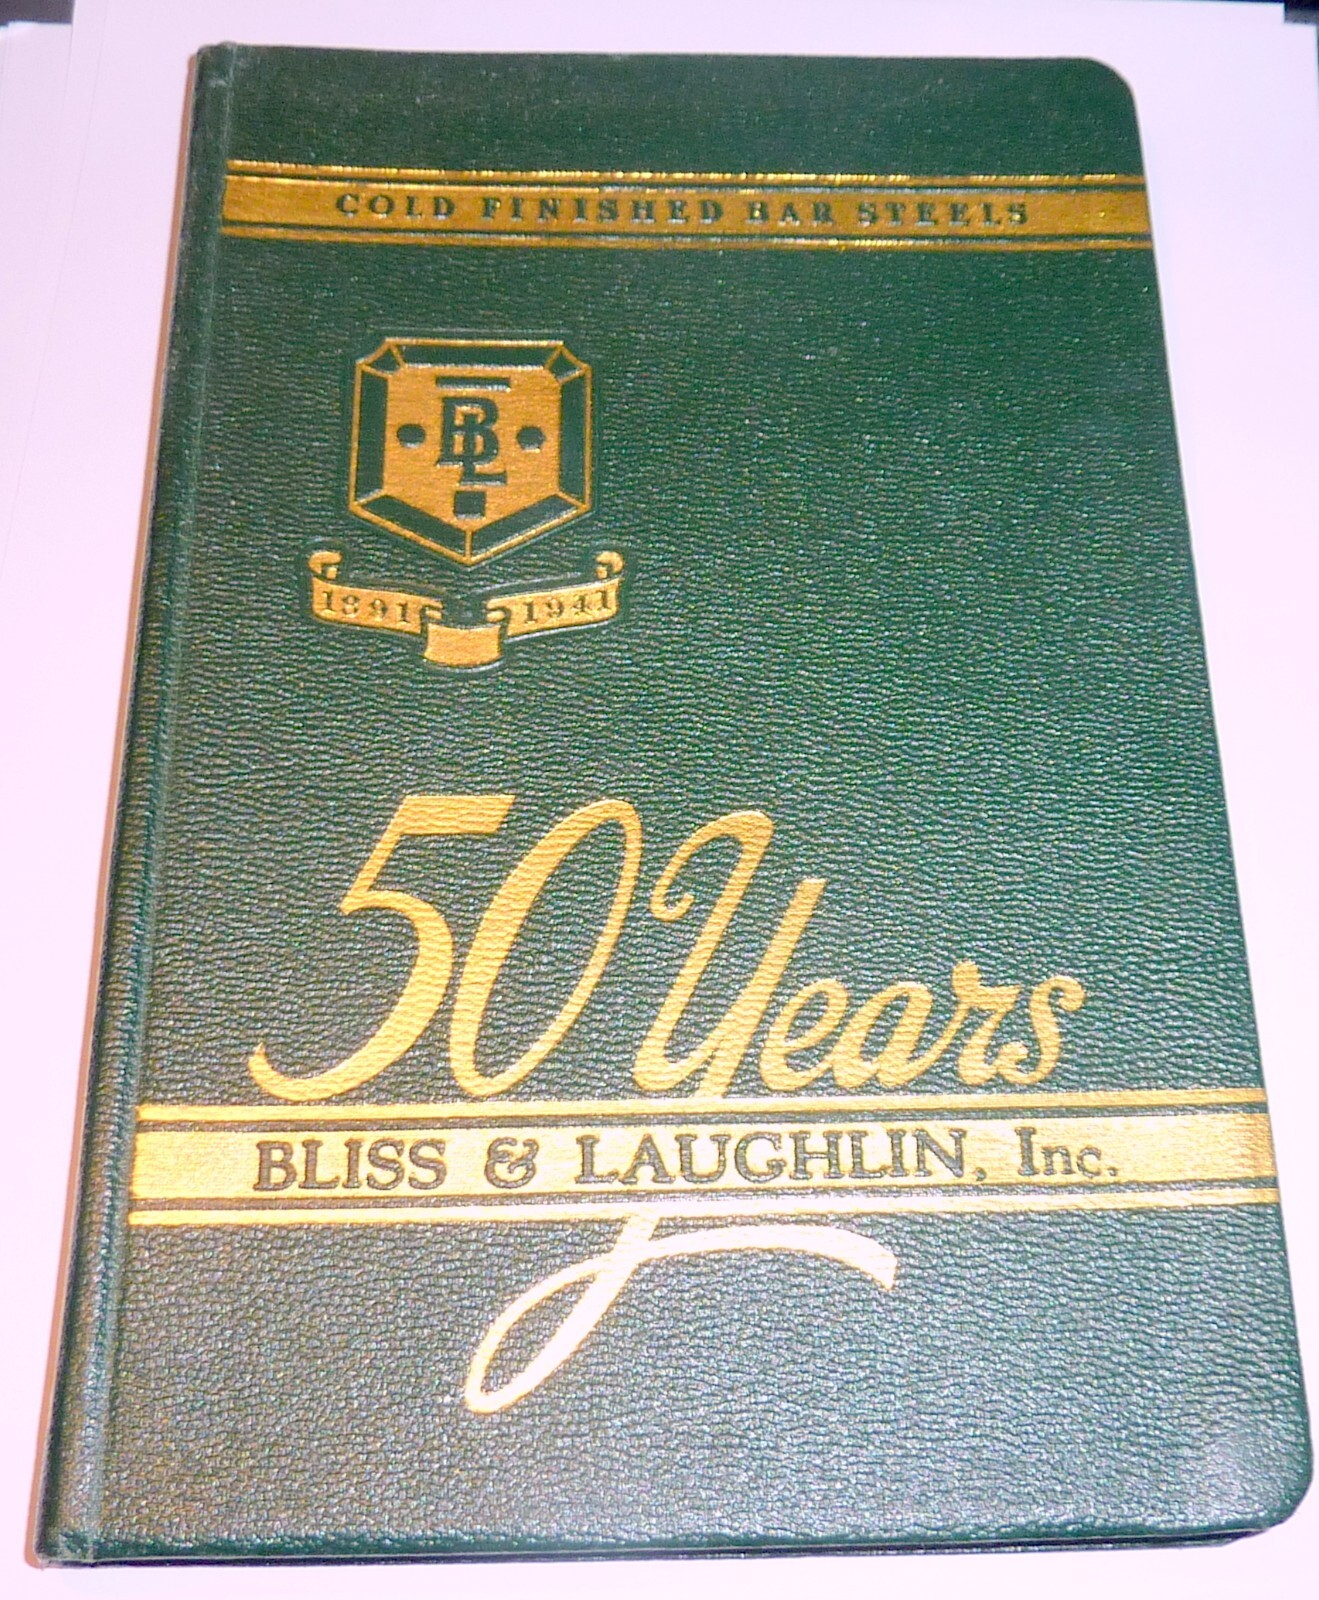 COLD FINISHED BAR STEELS
BL
1891 1941
50 Years
BLISS & LAUGHLIN, Inc.